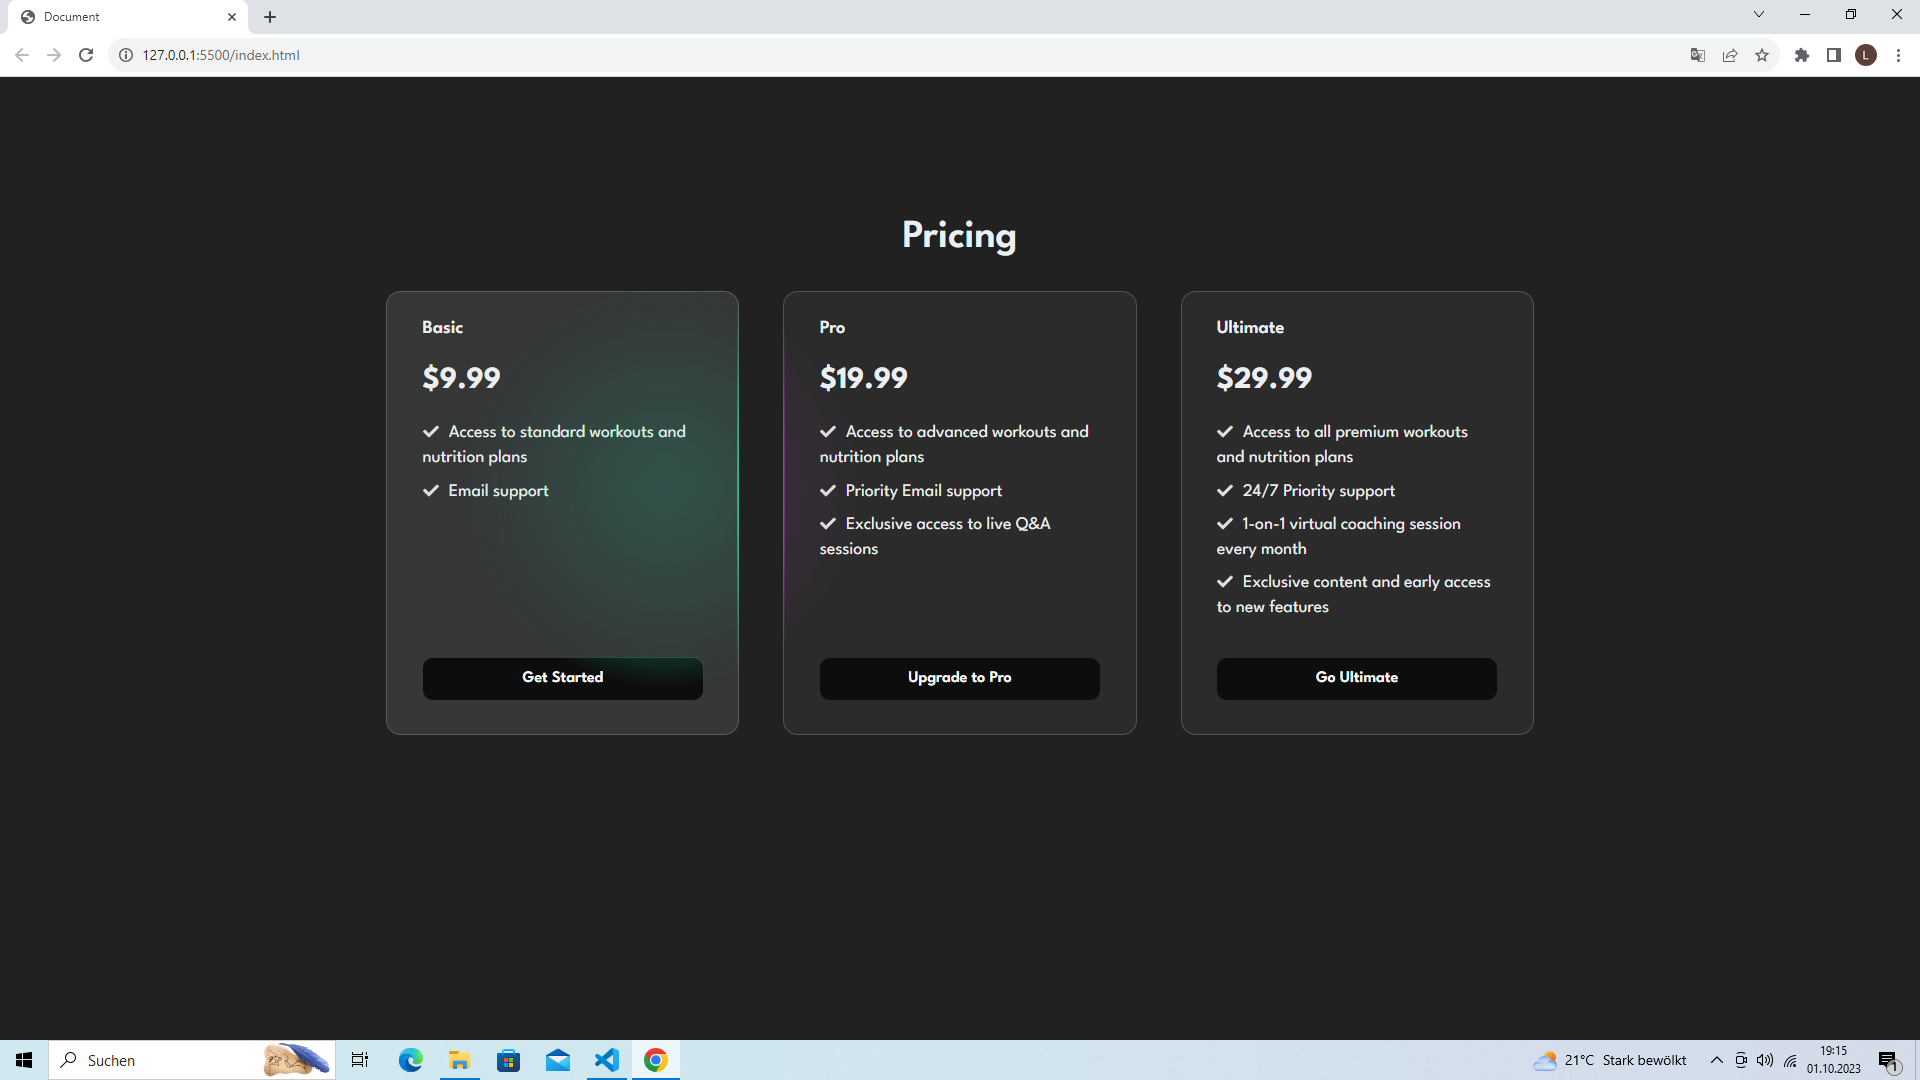 Document
127.0.0.1:5500/index.html
L
Pricing
Basic
$9.99
Access to standard workouts and
nutrition plans
Email support
Get Started
Pro
$19.99
Access to advanced workouts and
nutrition plans
Priority Email support
Exclusive access to live Q&A
sessions
Upgrade to Pro
Ultimate
$29.99
Access to all premium workouts
and nutrition plans
24/7 Priority support
1-on-1 virtual coaching session
every month
Exclusive content and early access
to new features
Go Ultimate
Suchen
21°C Stark bewölkt
19:15
01.10.2023
1